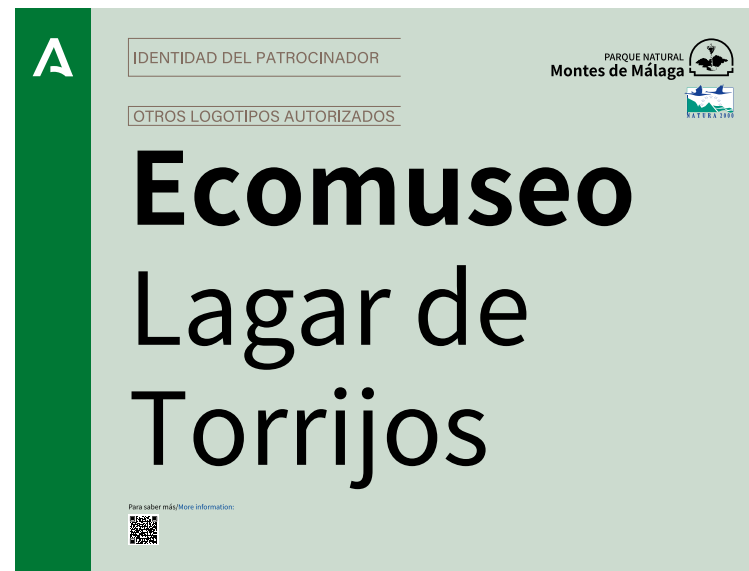 IDENTIDAD DEL PATROCINADOR
OTROS LOGOTIPOS AUTORIZADOS
PARQUE NATURAL
Montes de Málaga
NATURA 2000
Ecomuseo
Lagar de
Torrijos
Para saber más/More information: